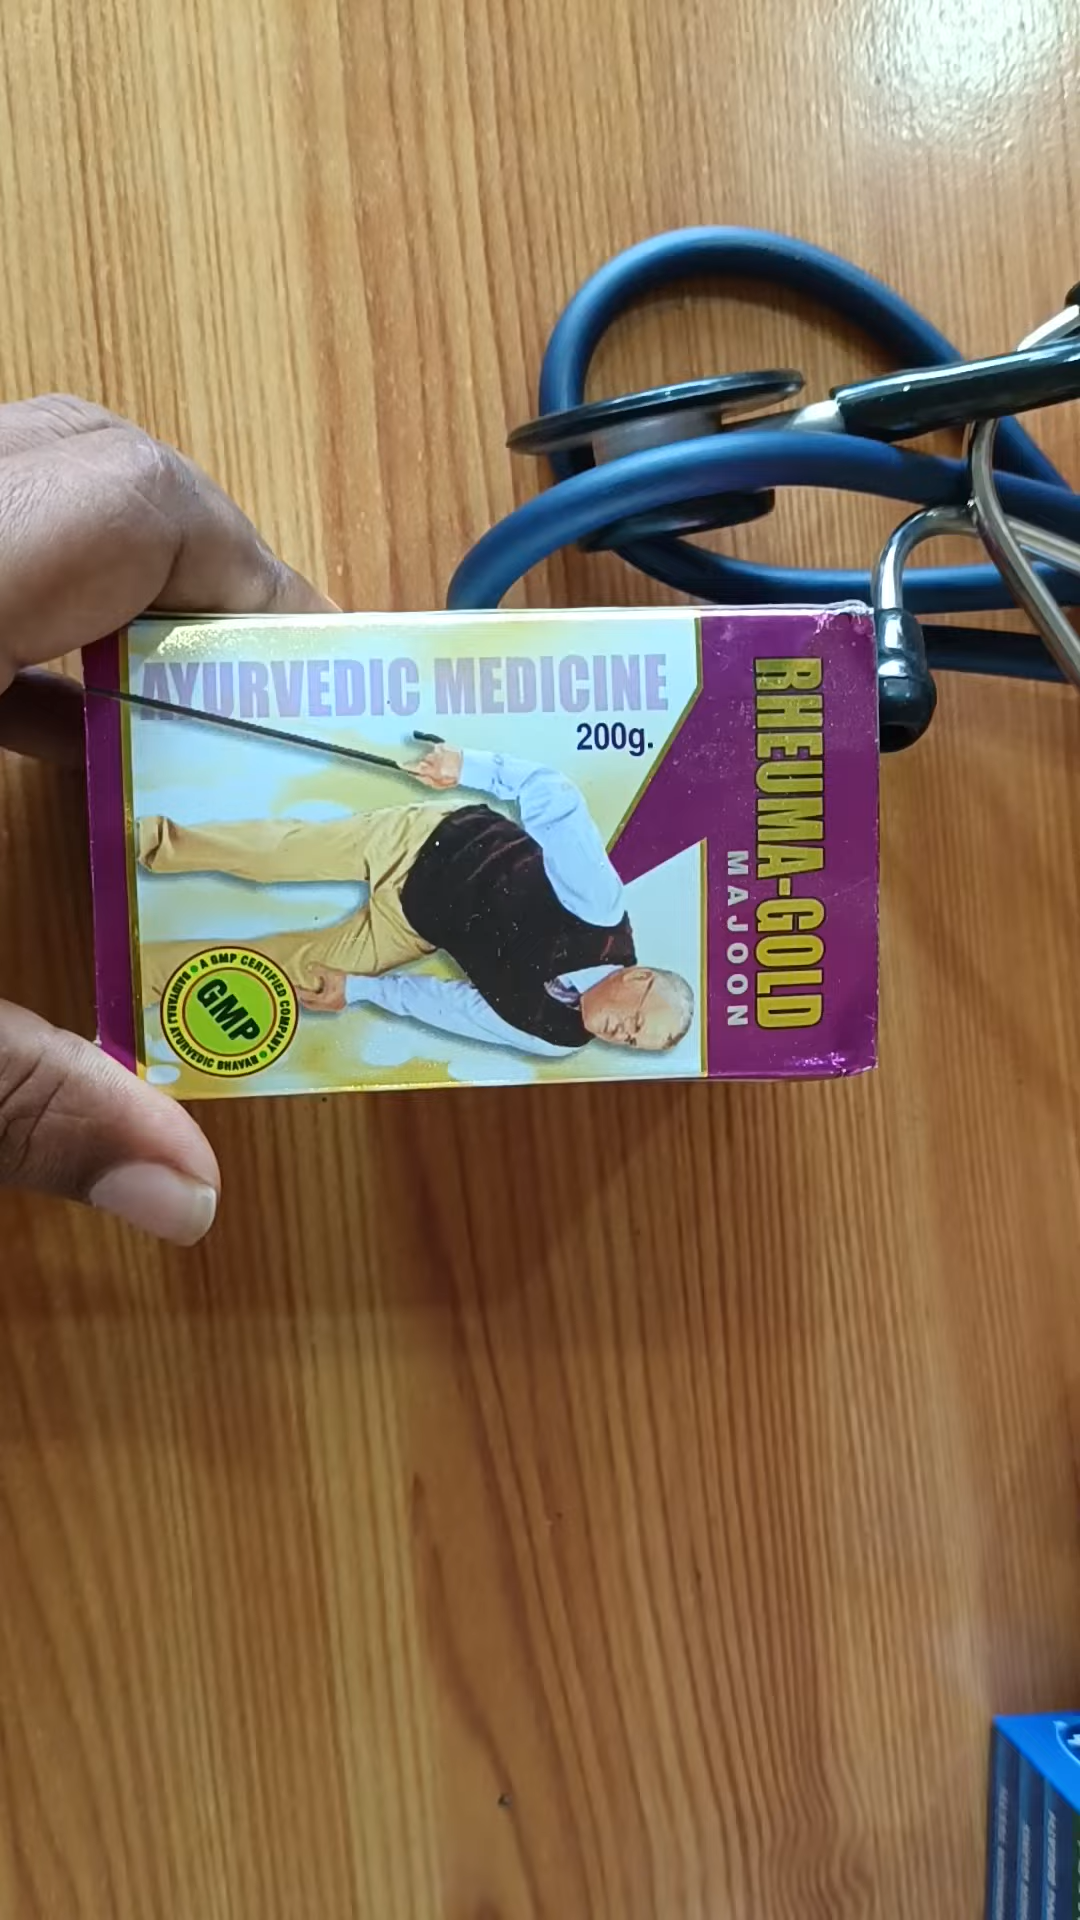 RHEUMA-GOLD
MAJOON
AYURVEDIC MEDICINE
200g.
A GMP CERTIFIED COMPANY
GMP
AYURVEDIC BHAVAN